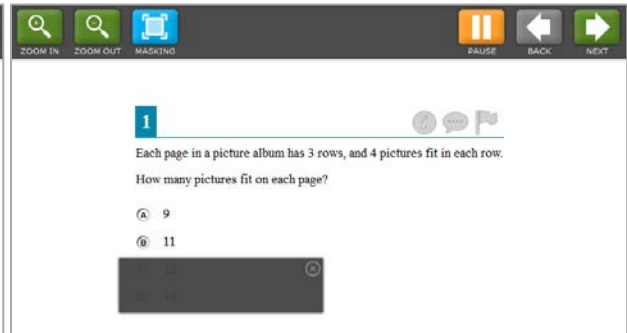 ZOOM IN ZOOM OUT MASKING PAUSE BACK NEXT
1
Each page in a picture album has 3 rows, and 4 pictures fit in each row.
How many pictures fit on each page?
A 9
B 11
12